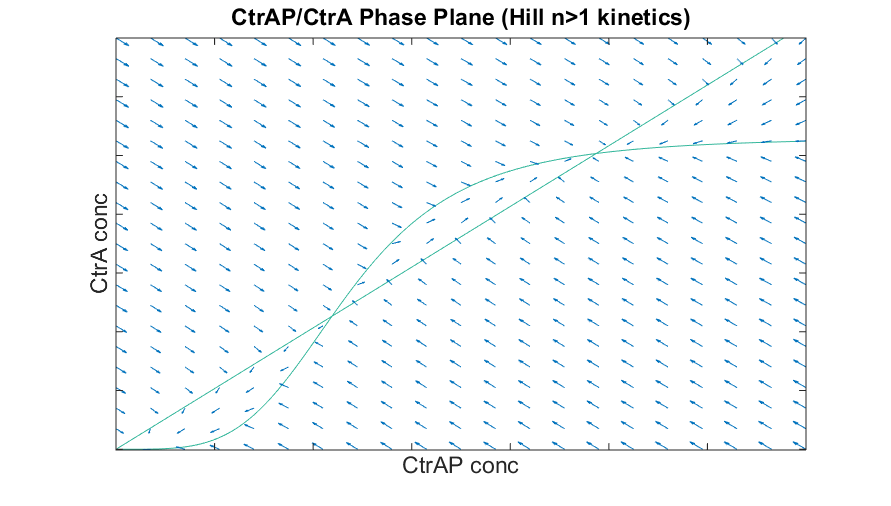 CtrAP/CtrA Phase Plane (Hill n>1 kinetics)
CtrA conc
CtrAP conc